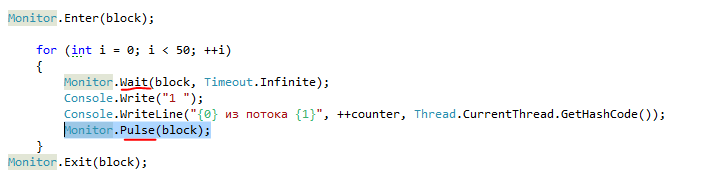 Monitor.Enter(block);
for (int i = 0; i < 50; ++i)
{
Monitor.Wait(block, Timeout.Infinite);
Console.Write("1 ");
Console.WriteLine("{0} из потока {1}", ++counter, Thread.CurrentThread.GetHashCode());
Monitor.Pulse(block);
}
Monitor.Exit(block);